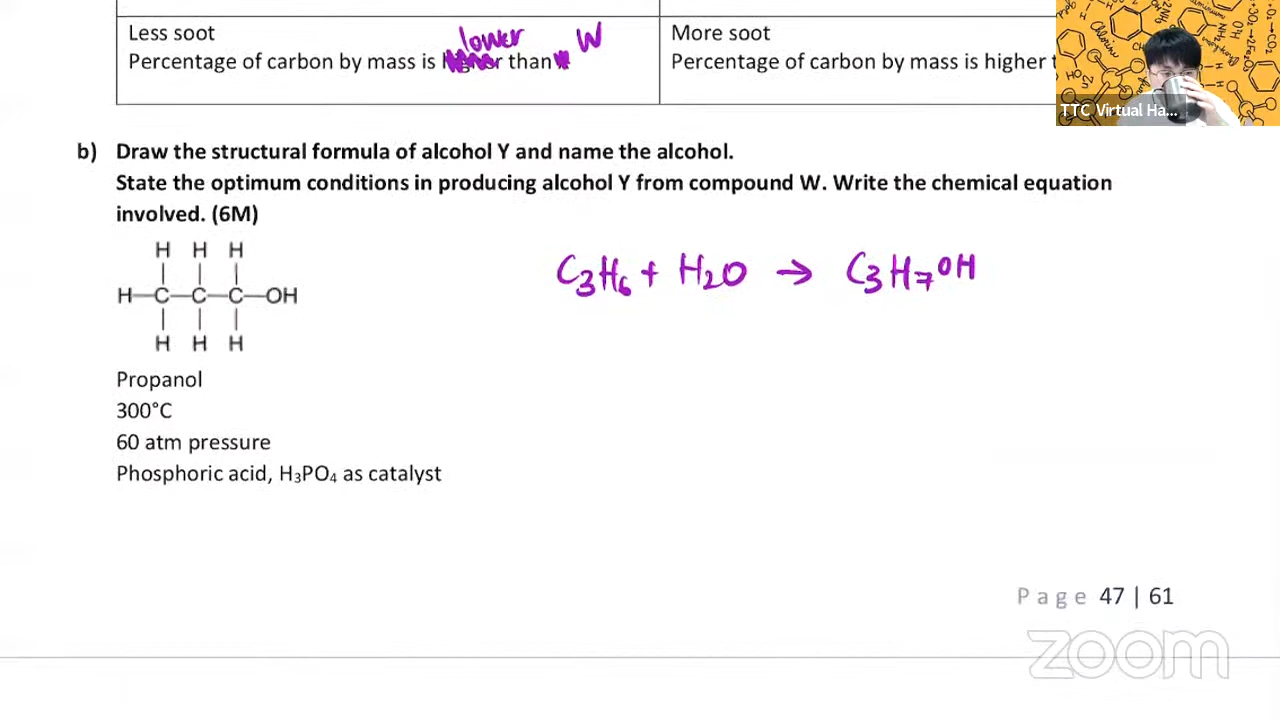 Less soot
lower W
Percentage of carbon by mass is higher than
More soot
Percentage of carbon by mass is higher
TTC Virtual Ha...
b) Draw the structural formula of alcohol Y and name the alcohol.
State the optimum conditions in producing alcohol Y from compound W. Write the chemical equation
involved. (6M)
H H H
H-C-C-C-OH
H H H
C₃H₆ + H₂O → C₃H₇OH
Propanol
300°C
60 atm pressure
Phosphoric acid, H₃PO₄ as catalyst
Page 47 | 61
zoom